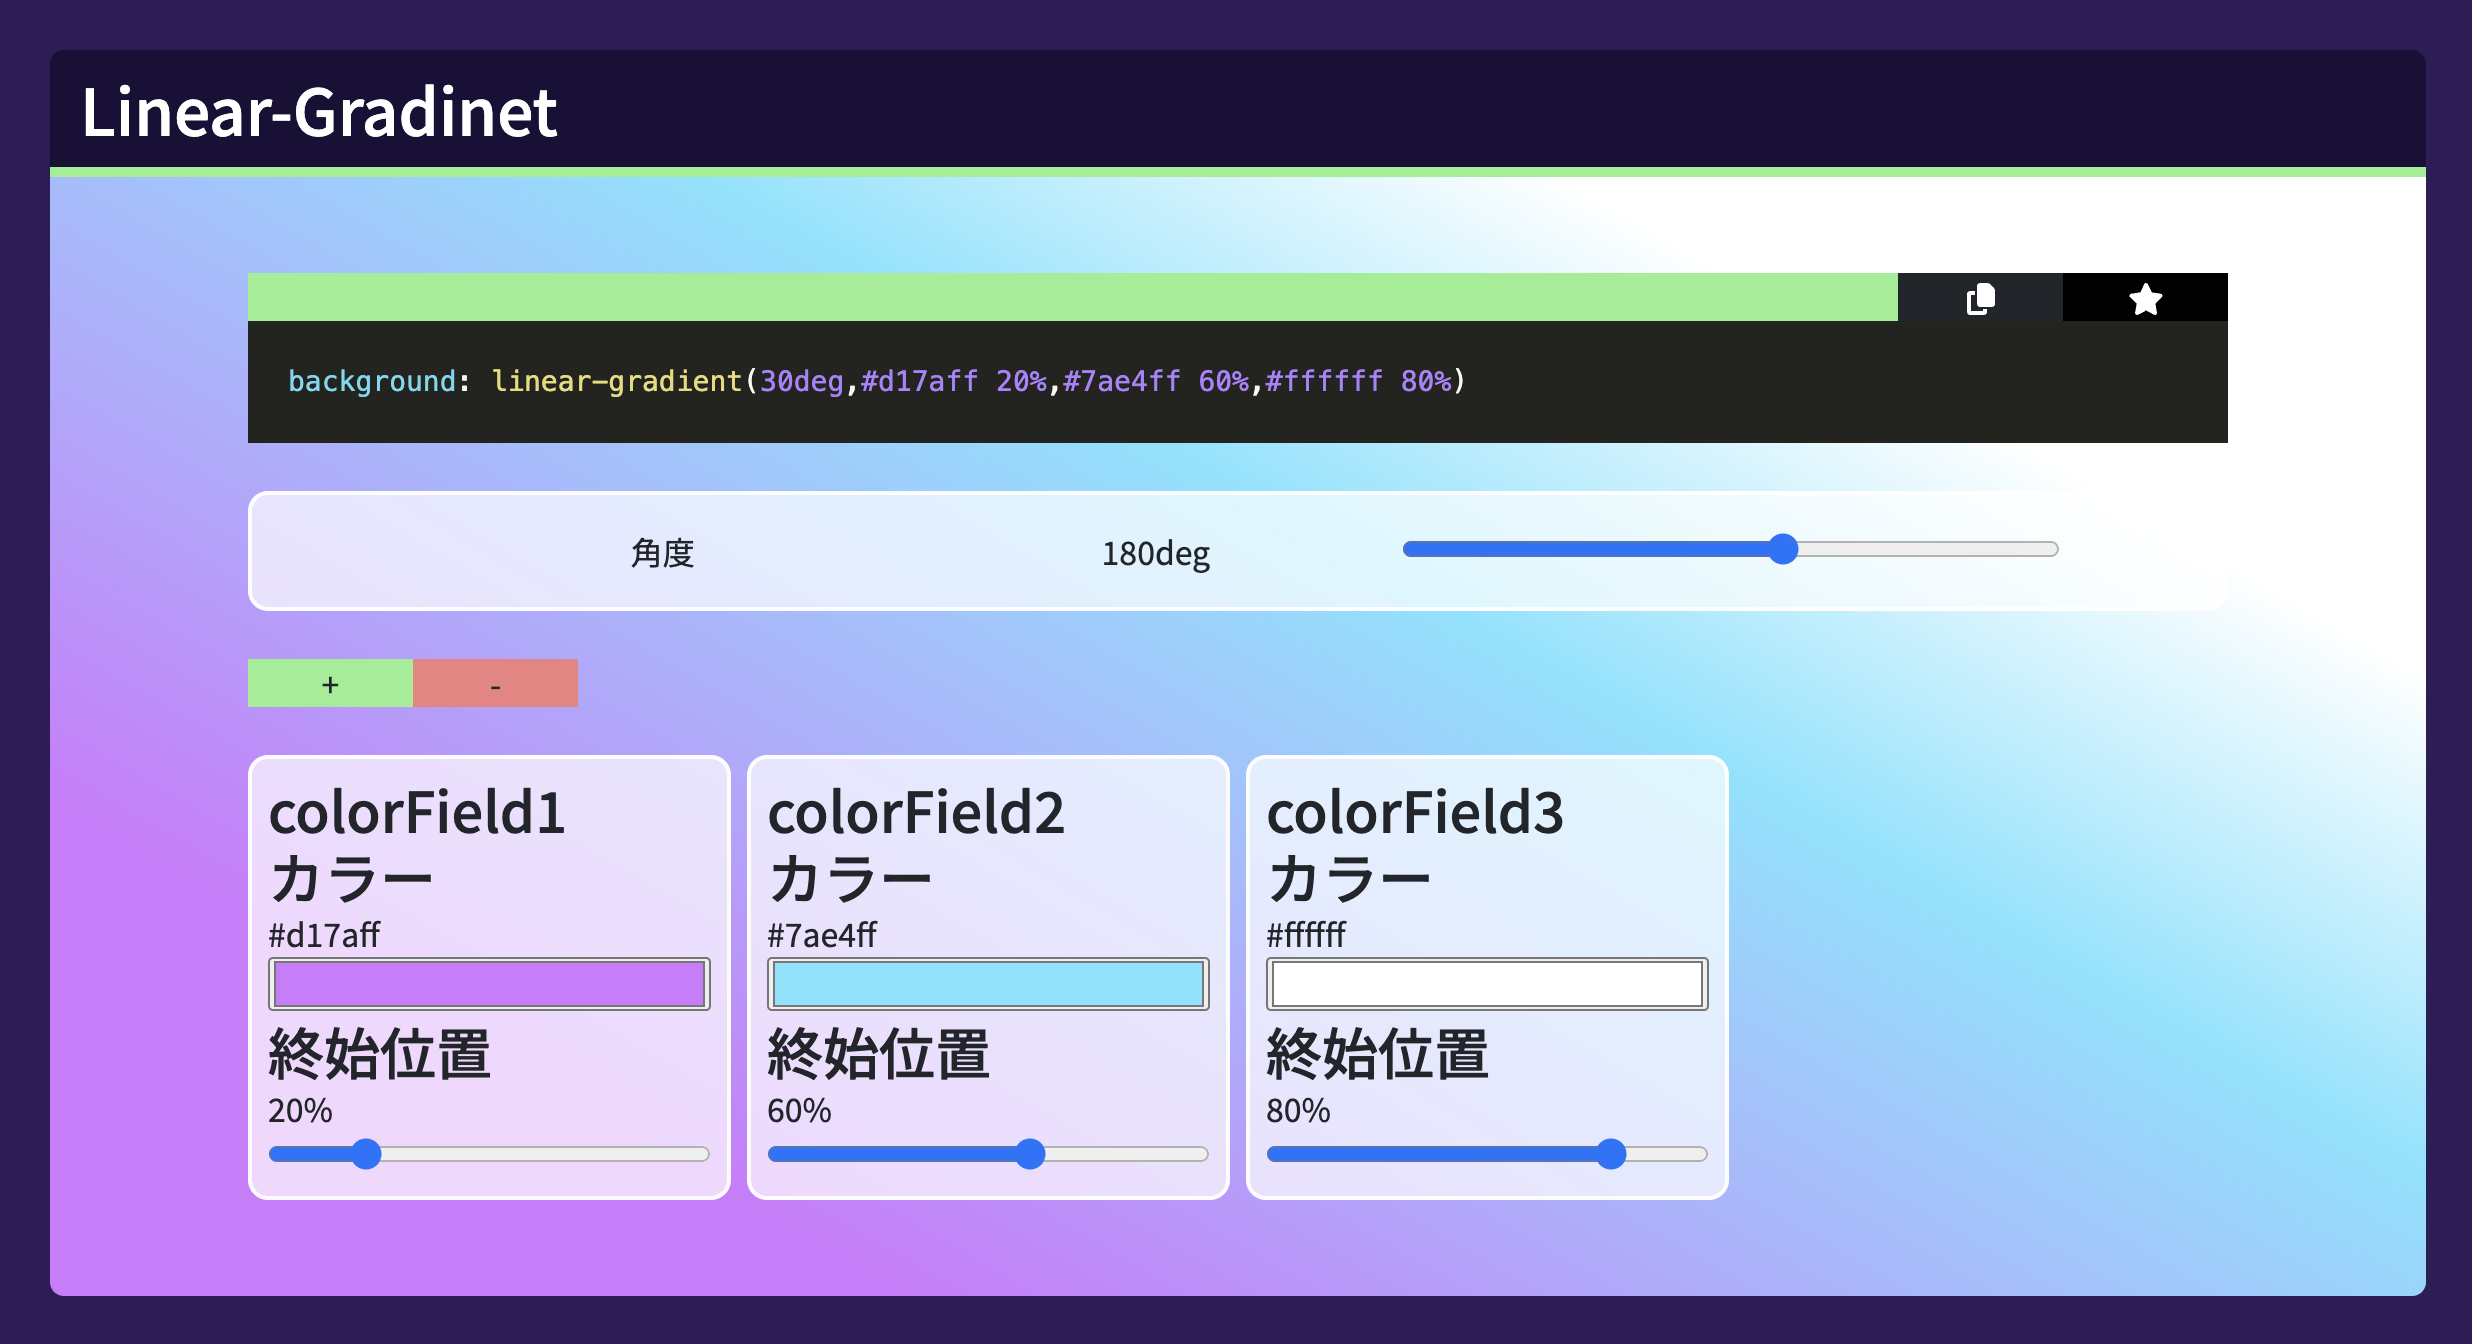 Linear-Gradinet
background: linear-gradient(30deg,#d17aff 20%,#7ae4ff 60%,#ffffff 80%)
角度
180deg
+
-
colorField1
カラー
#d17aff
終始位置
20%
colorField2
カラー
#7ae4ff
終始位置
60%
colorField3
カラー
#ffffff
終始位置
80%